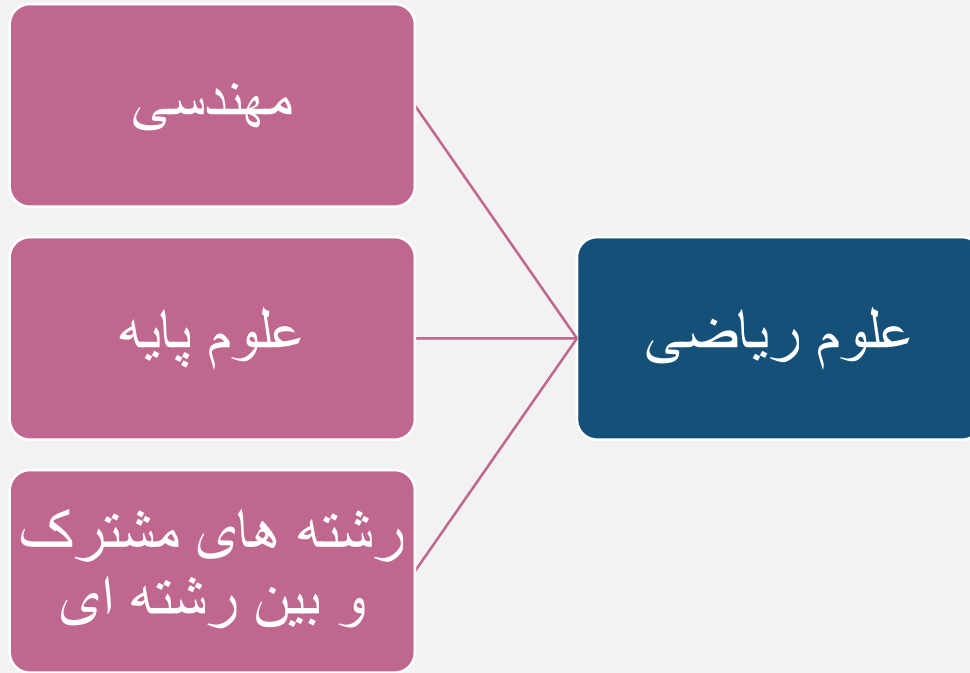 علوم ریاضی
مهندسی
علوم پایه
رشته های مشترک
و بین رشته ای